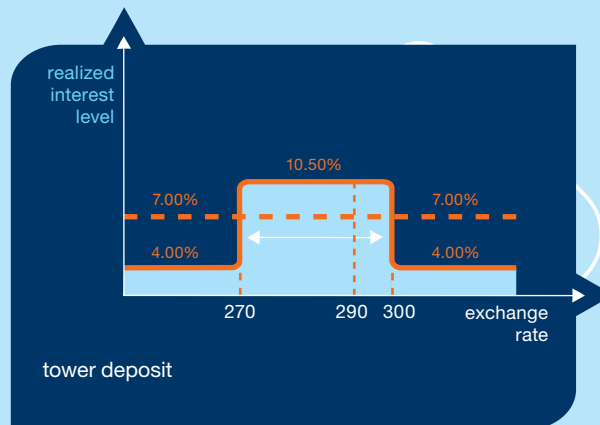 realized
interest
level
10.50%
7.00% 7.00%
4.00% 4.00%
270 290 300 exchange
rate
tower deposit